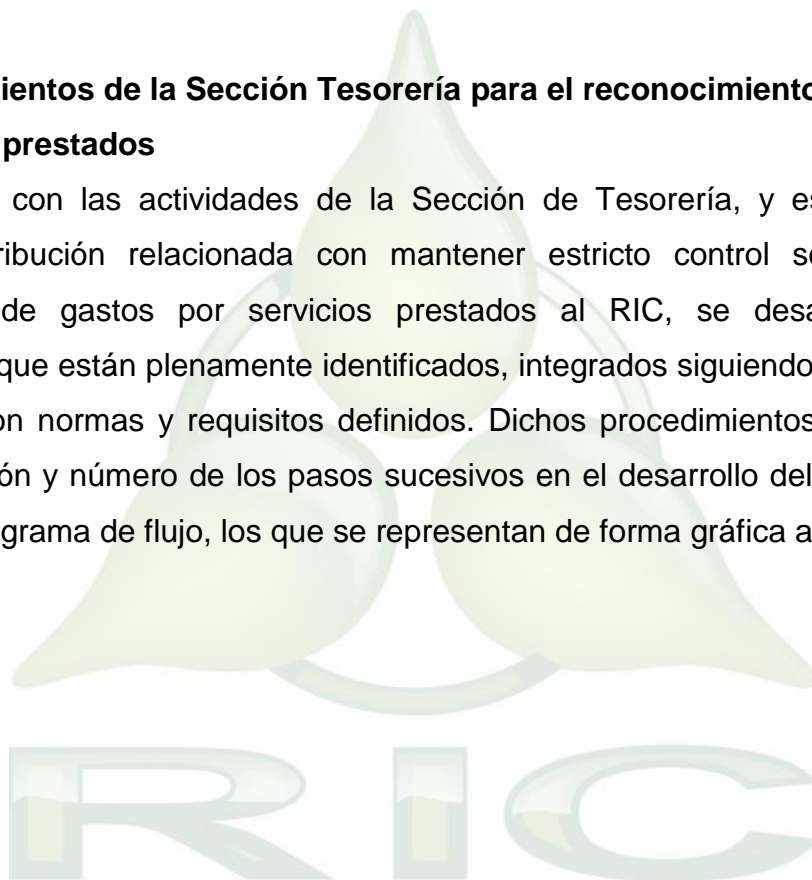 ientos de la Sección Tesorería para el reconocimiento
prestados
con las actividades de la Sección de Tesorería, y es
ribución relacionada con mantener estricto control so
de gastos por servicios prestados al RIC, se desa
que están plenamente identificados, integrados siguiendo
on normas y requisitos definidos. Dichos procedimientos
ión y número de los pasos sucesivos en el desarrollo del
grama de flujo, los que se representan de forma gráfica a
RIC